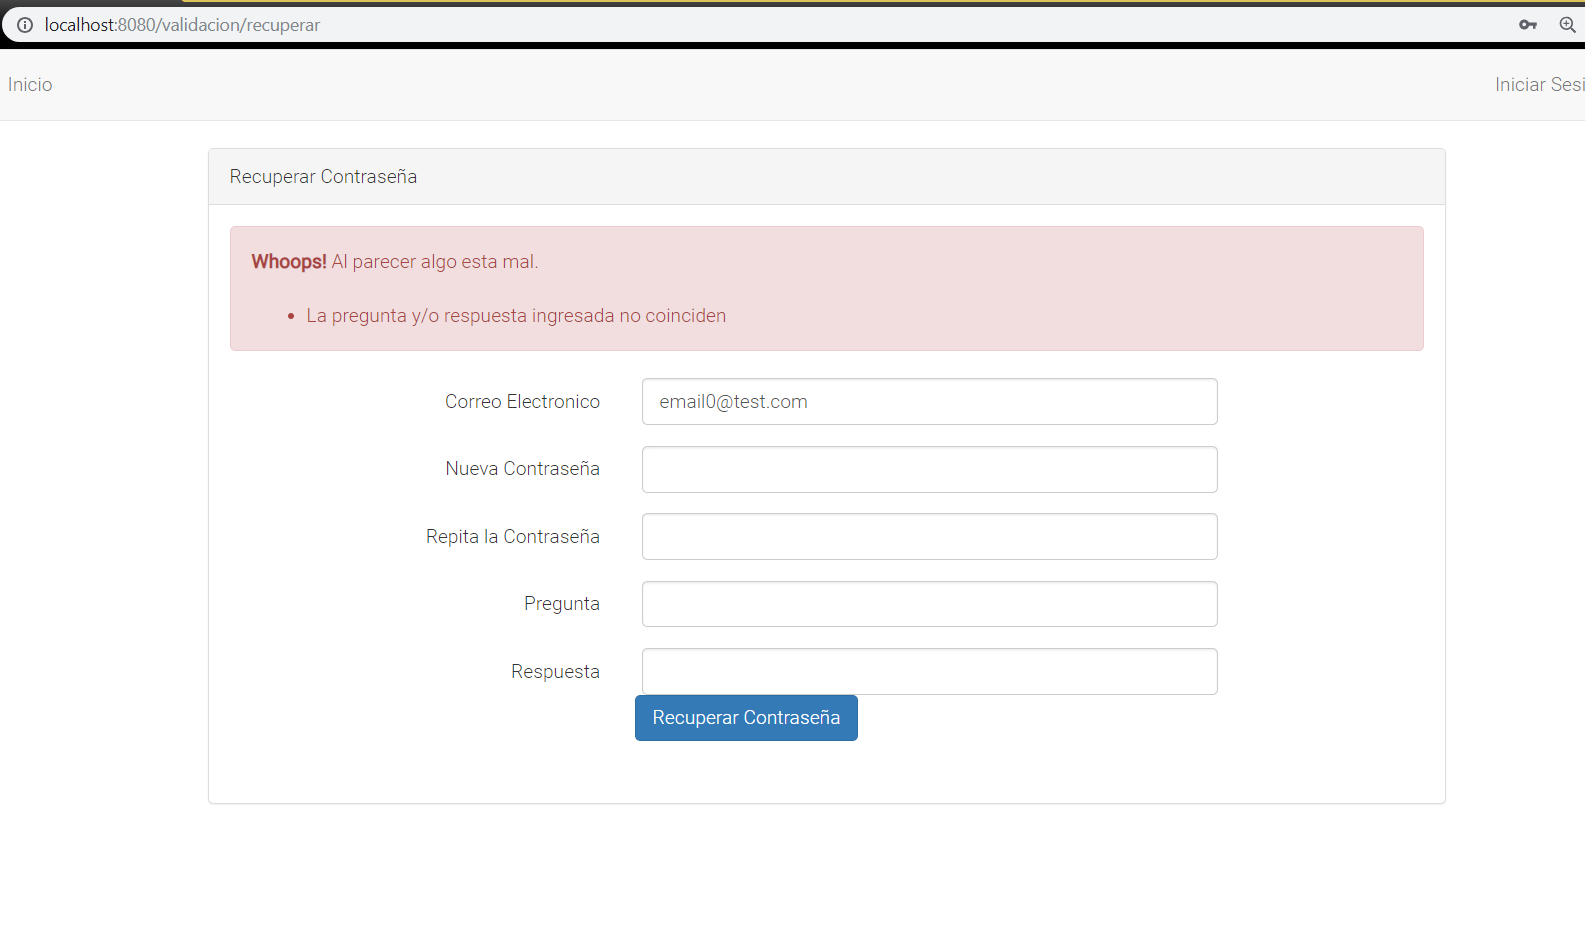 localhost:8080/validacion/recuperar
Inicio
Iniciar Sesi
Recuperar Contraseña
Whoops! Al parecer algo esta mal.
• La pregunta y/o respuesta ingresada no coinciden
Correo Electronico
email0@test.com
Nueva Contraseña
Repita la Contraseña
Pregunta
Respuesta
Recuperar Contraseña